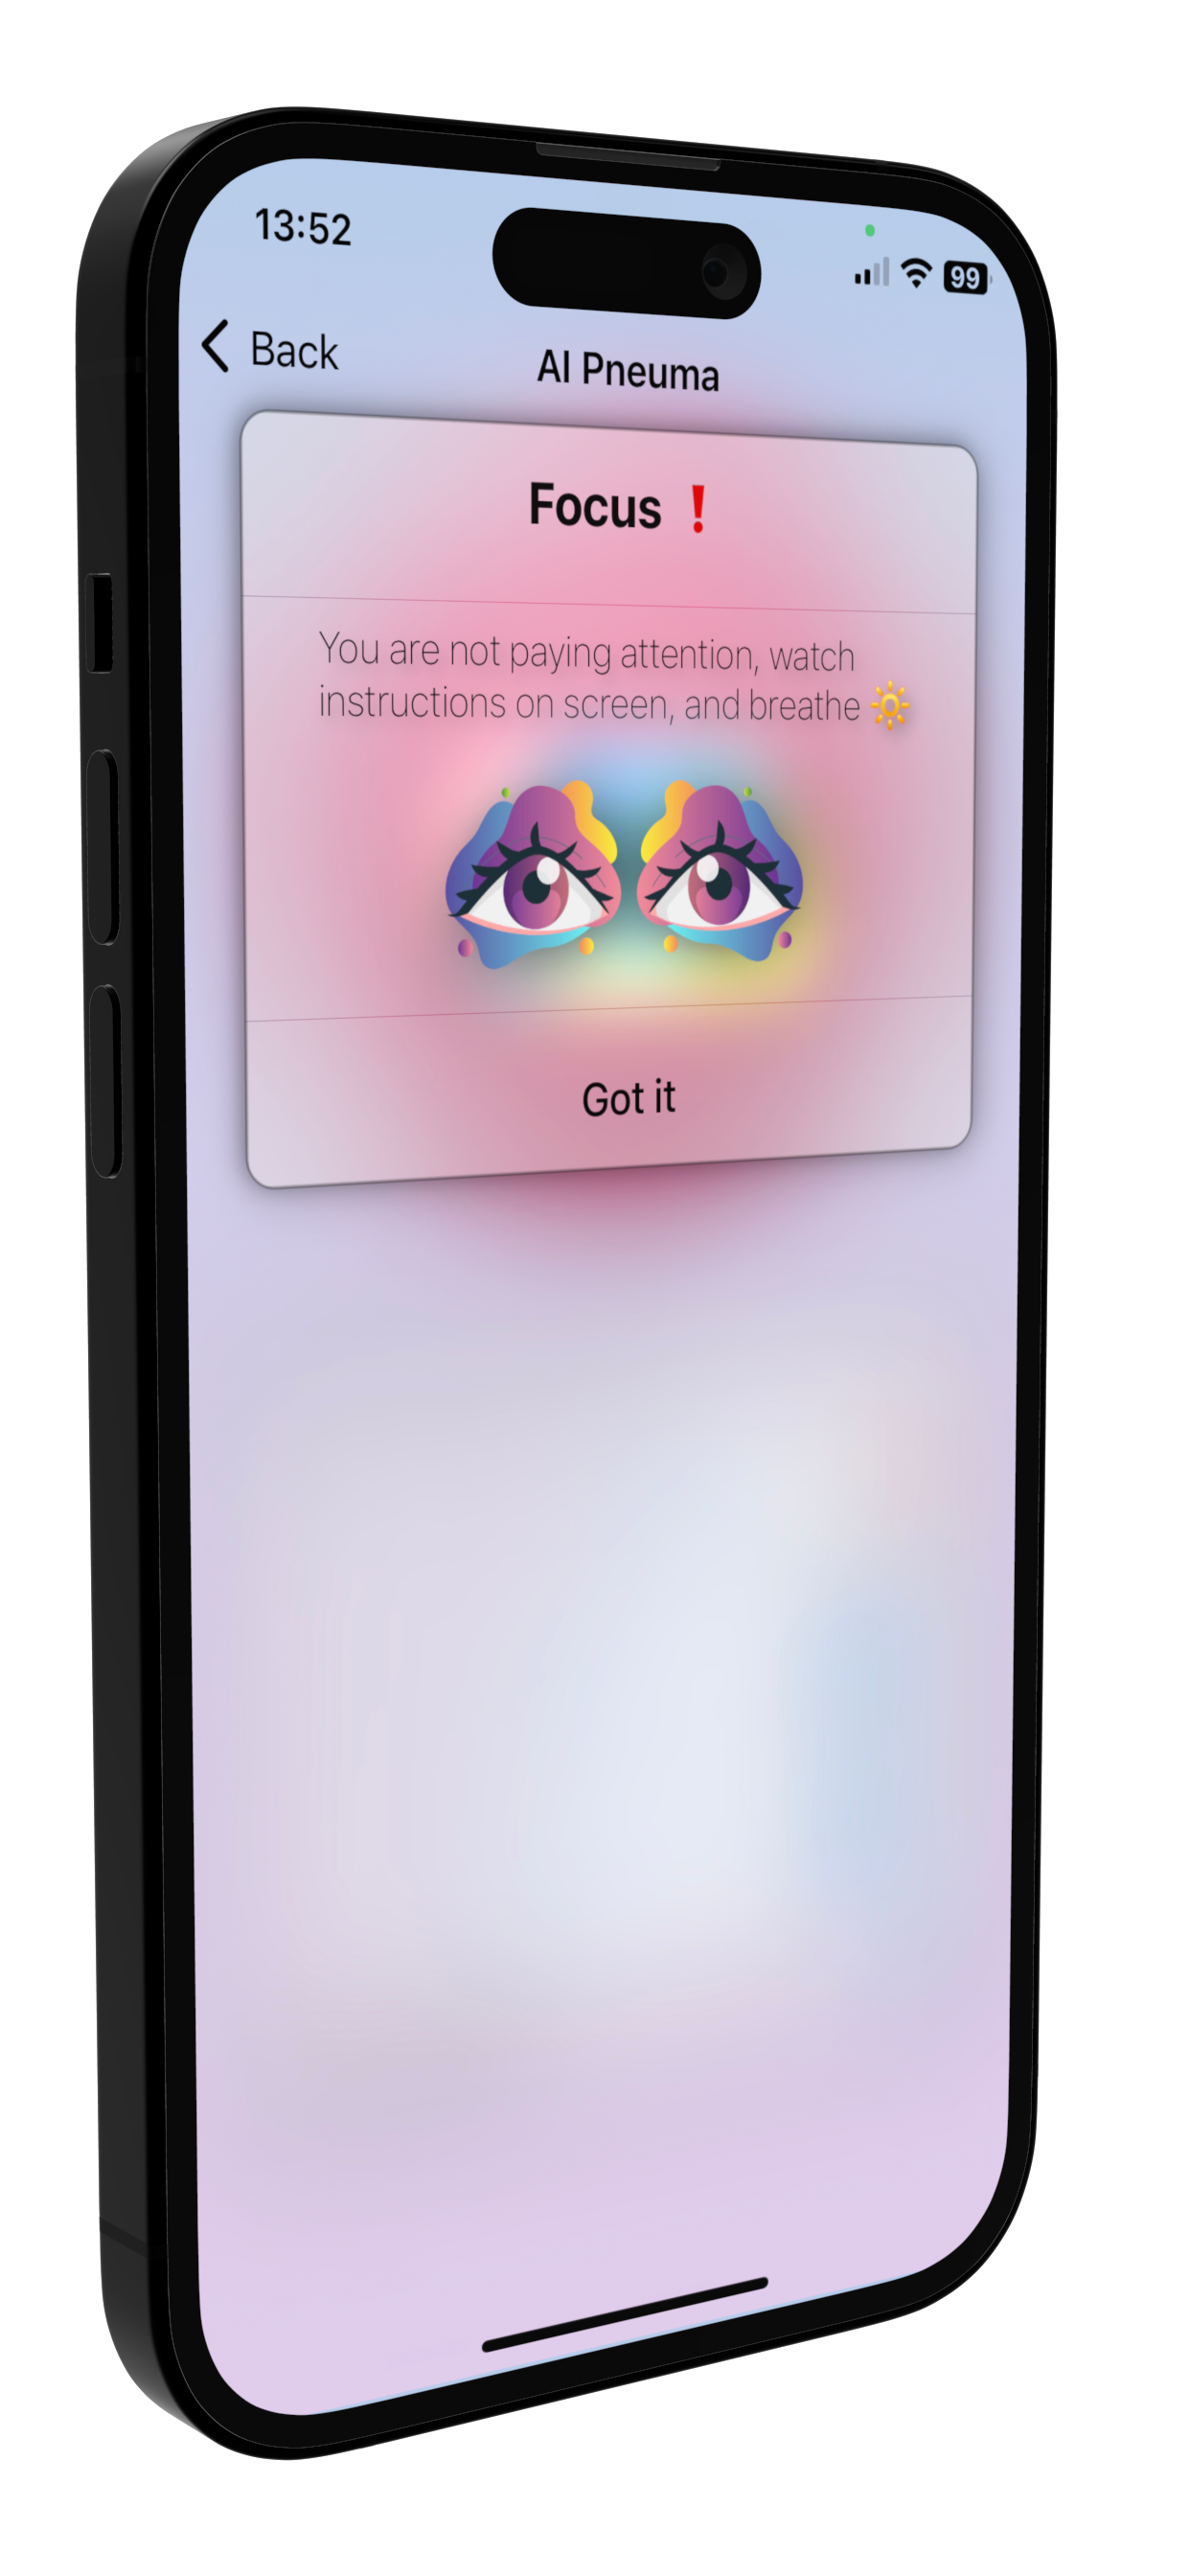 13:52
99
Back
AI Pneuma
Focus ❗
You are not paying attention, watch
instructions on screen, and breathe 🔆
Got it